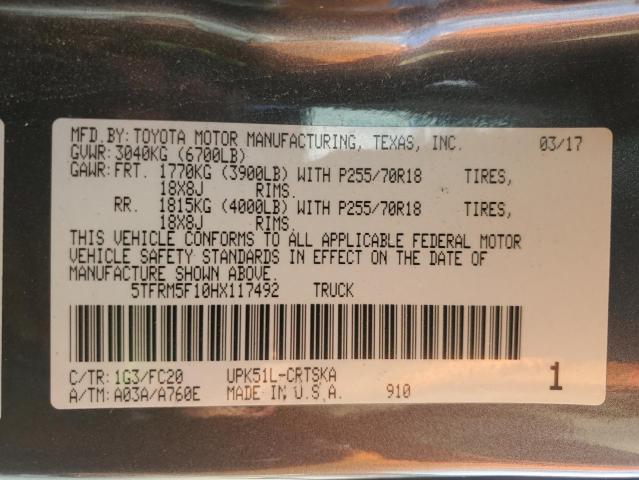 MFD.BY:TOYOTA MOTOR MANUFACTURING, TEXAS, INC. 03/17
GVWR:3040KG (6700LB)
GAWR:FRT. 1770KG (3900LB) WITH P255/70R18 TIRES,
18X8J RIMS.
RR. 1815KG (4000LB) WITH P255/70R18 TIRES,
18X8J RIMS.
THIS VEHICLE CONFORMS TO ALL APPLICABLE FEDERAL MOTOR
VEHICLE SAFETY STANDARDS IN EFFECT ON THE DATE OF
MANUFACTURE SHOWN ABOVE.
5TFRM5F10HX117492 TRUCK
C/TR:1G3/FC20 UPK51L-CRTSKA 1
A/TM:A03A/A760E MADE IN U.S.A. 910